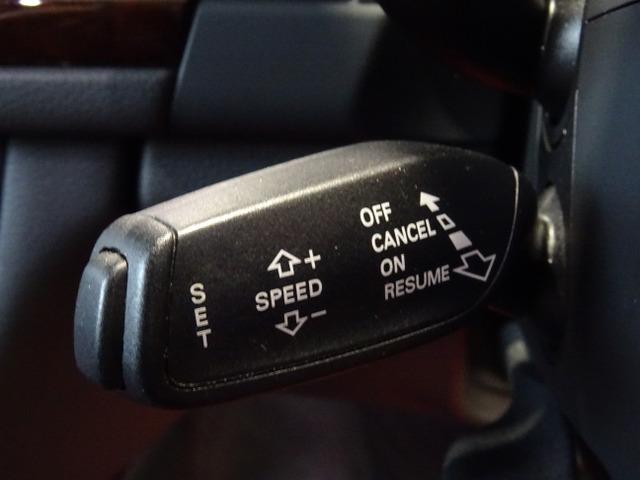 SET
SPEED
+
-
OFF
CANCEL
ON
RESUME